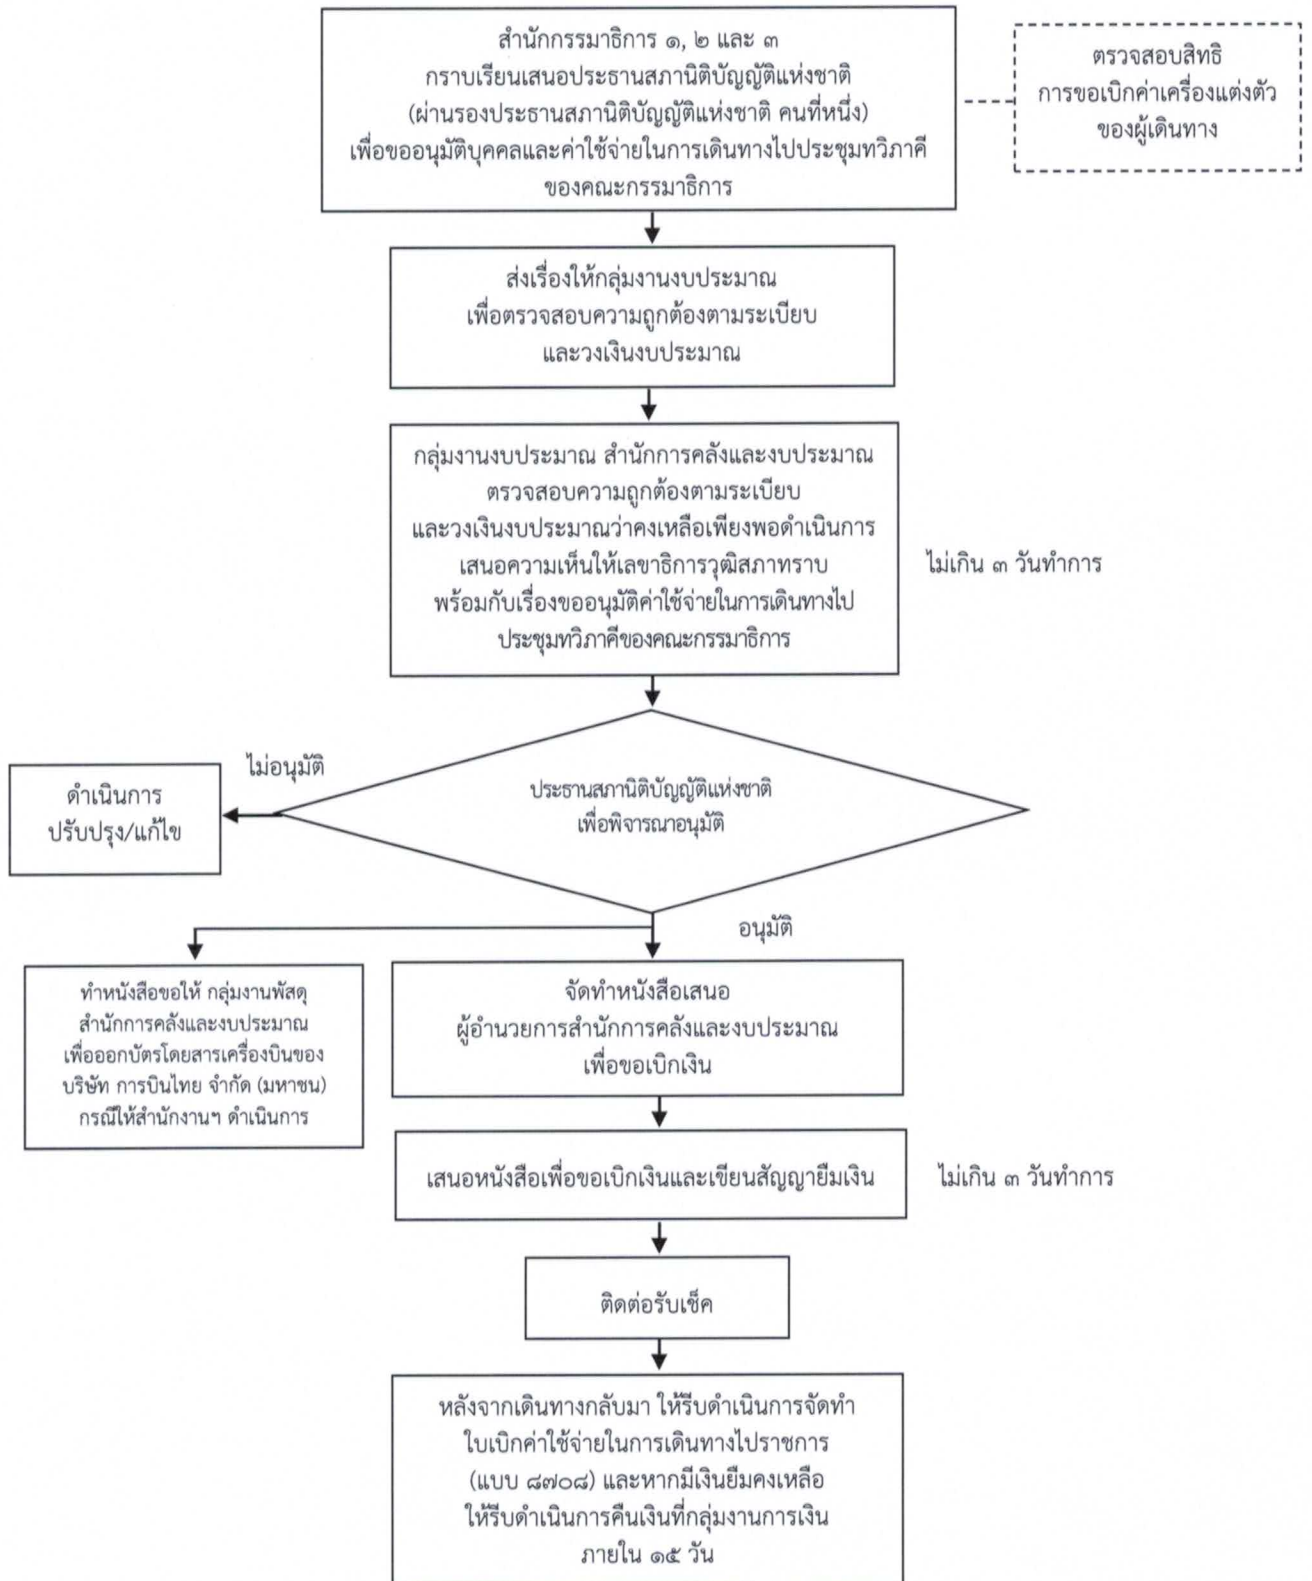 สำนักกรรมาธิการ ๑, ๒ และ ๓
กราบเรียนเสนอประธานสภานิติบัญญัติแห่งชาติ
(ผ่านรองประธานสภานิติบัญญัติแห่งชาติ คนที่หนึ่ง)
เพื่อขออนุมัติบุคคลและค่าใช้จ่ายในการเดินทางไปประชุมทวิภาคี
ของคณะกรรมาธิการ
ตรวจสอบสิทธิ
การขอเบิกค่าเครื่องแต่งตัว
ของผู้เดินทาง
ส่งเรื่องให้กลุ่มงานงบประมาณ
เพื่อตรวจสอบความถูกต้องตามระเบียบ
และวงเงินงบประมาณ
กลุ่มงานงบประมาณ สำนักการคลังและงบประมาณ
ตรวจสอบความถูกต้องตามระเบียบ
และวงเงินงบประมาณว่าคงเหลือเพียงพอดำเนินการ
เสนอความเห็นให้เลขาธิการวุฒิสภาทราบ
พร้อมกับเรื่องขออนุมัติค่าใช้จ่ายในการเดินทางไป
ประชุมทวิภาคีของคณะกรรมาธิการ
ไม่เกิน ๓ วันทำการ
ประธานสภานิติบัญญัติแห่งชาติ
เพื่อพิจารณาอนุมัติ
ไม่อนุมัติ
ดำเนินการ
ปรับปรุง/แก้ไข
อนุมัติ
ทำหนังสือขอให้ กลุ่มงานพัสดุ
สำนักการคลังและงบประมาณ
เพื่อออกบัตรโดยสารเครื่องบินของ
บริษัท การบินไทย จำกัด (มหาชน)
กรณีให้สำนักงานฯ ดำเนินการ
จัดทำหนังสือเสนอ
ผู้อำนวยการสำนักการคลังและงบประมาณ
เพื่อขอเบิกเงิน
เสนอหนังสือเพื่อขอเบิกเงินและเขียนสัญญายืมเงิน
ไม่เกิน ๓ วันทำการ
ติดต่อรับเช็ค
หลังจากเดินทางกลับมา ให้รีบดำเนินการจัดทำ
ใบเบิกค่าใช้จ่ายในการเดินทางไปราชการ
(แบบ ๘๗๐๘) และหากมีเงินยืมคงเหลือ
ให้รีบดำเนินการคืนเงินที่กลุ่มงานการเงิน
ภายใน ๑๕ วัน